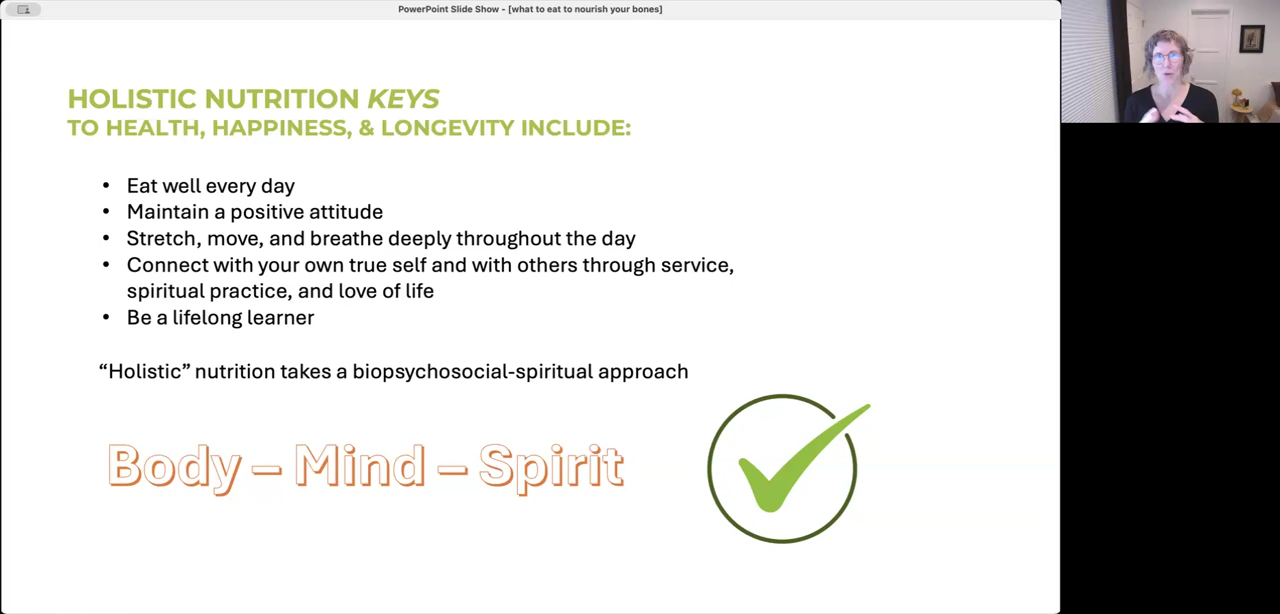 PowerPoint Slide Show - [what to eat to nourish your bones]
HOLISTIC NUTRITION KEYS
TO HEALTH, HAPPINESS, & LONGEVITY INCLUDE:
• Eat well every day
• Maintain a positive attitude
• Stretch, move, and breathe deeply throughout the day
• Connect with your own true self and with others through service,
spiritual practice, and love of life
• Be a lifelong learner
“Holistic” nutrition takes a biopsychosocial-spiritual approach
Body – Mind – Spirit